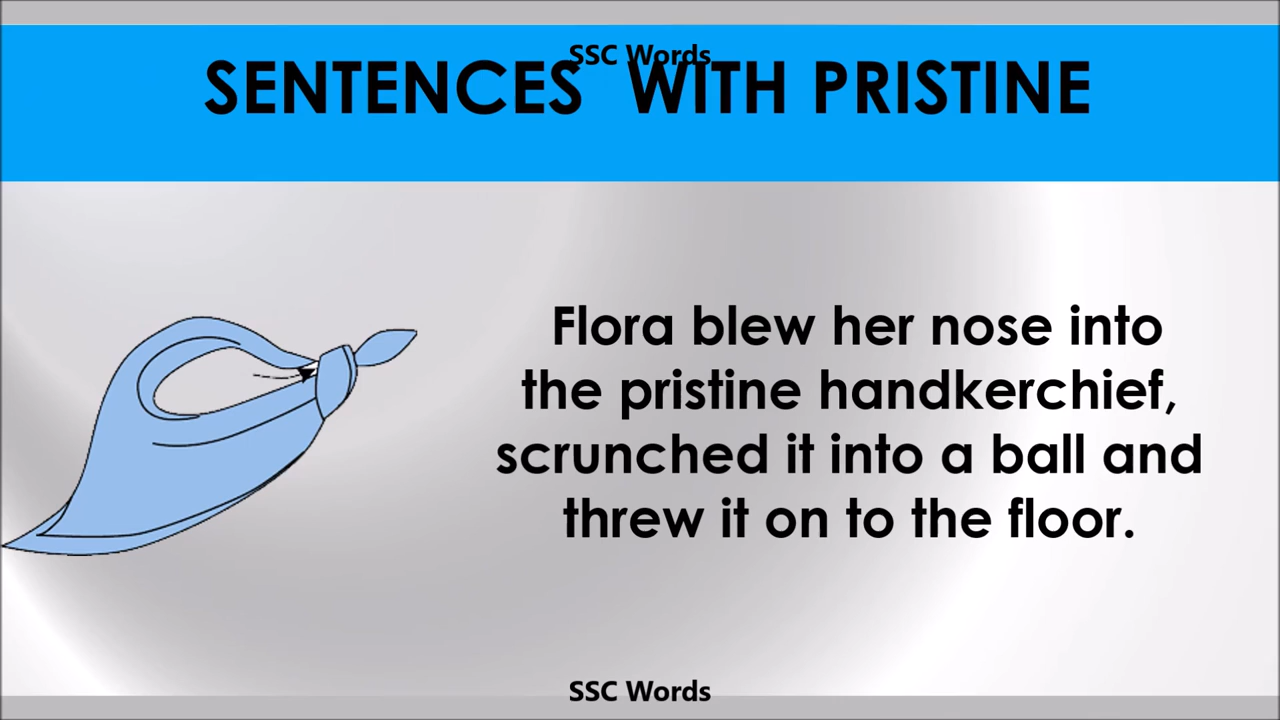 SSC Words
SENTENCES WITH PRISTINE
Flora blew her nose into
the pristine handkerchief,
scrunched it into a ball and
threw it on to the floor.
SSC Words